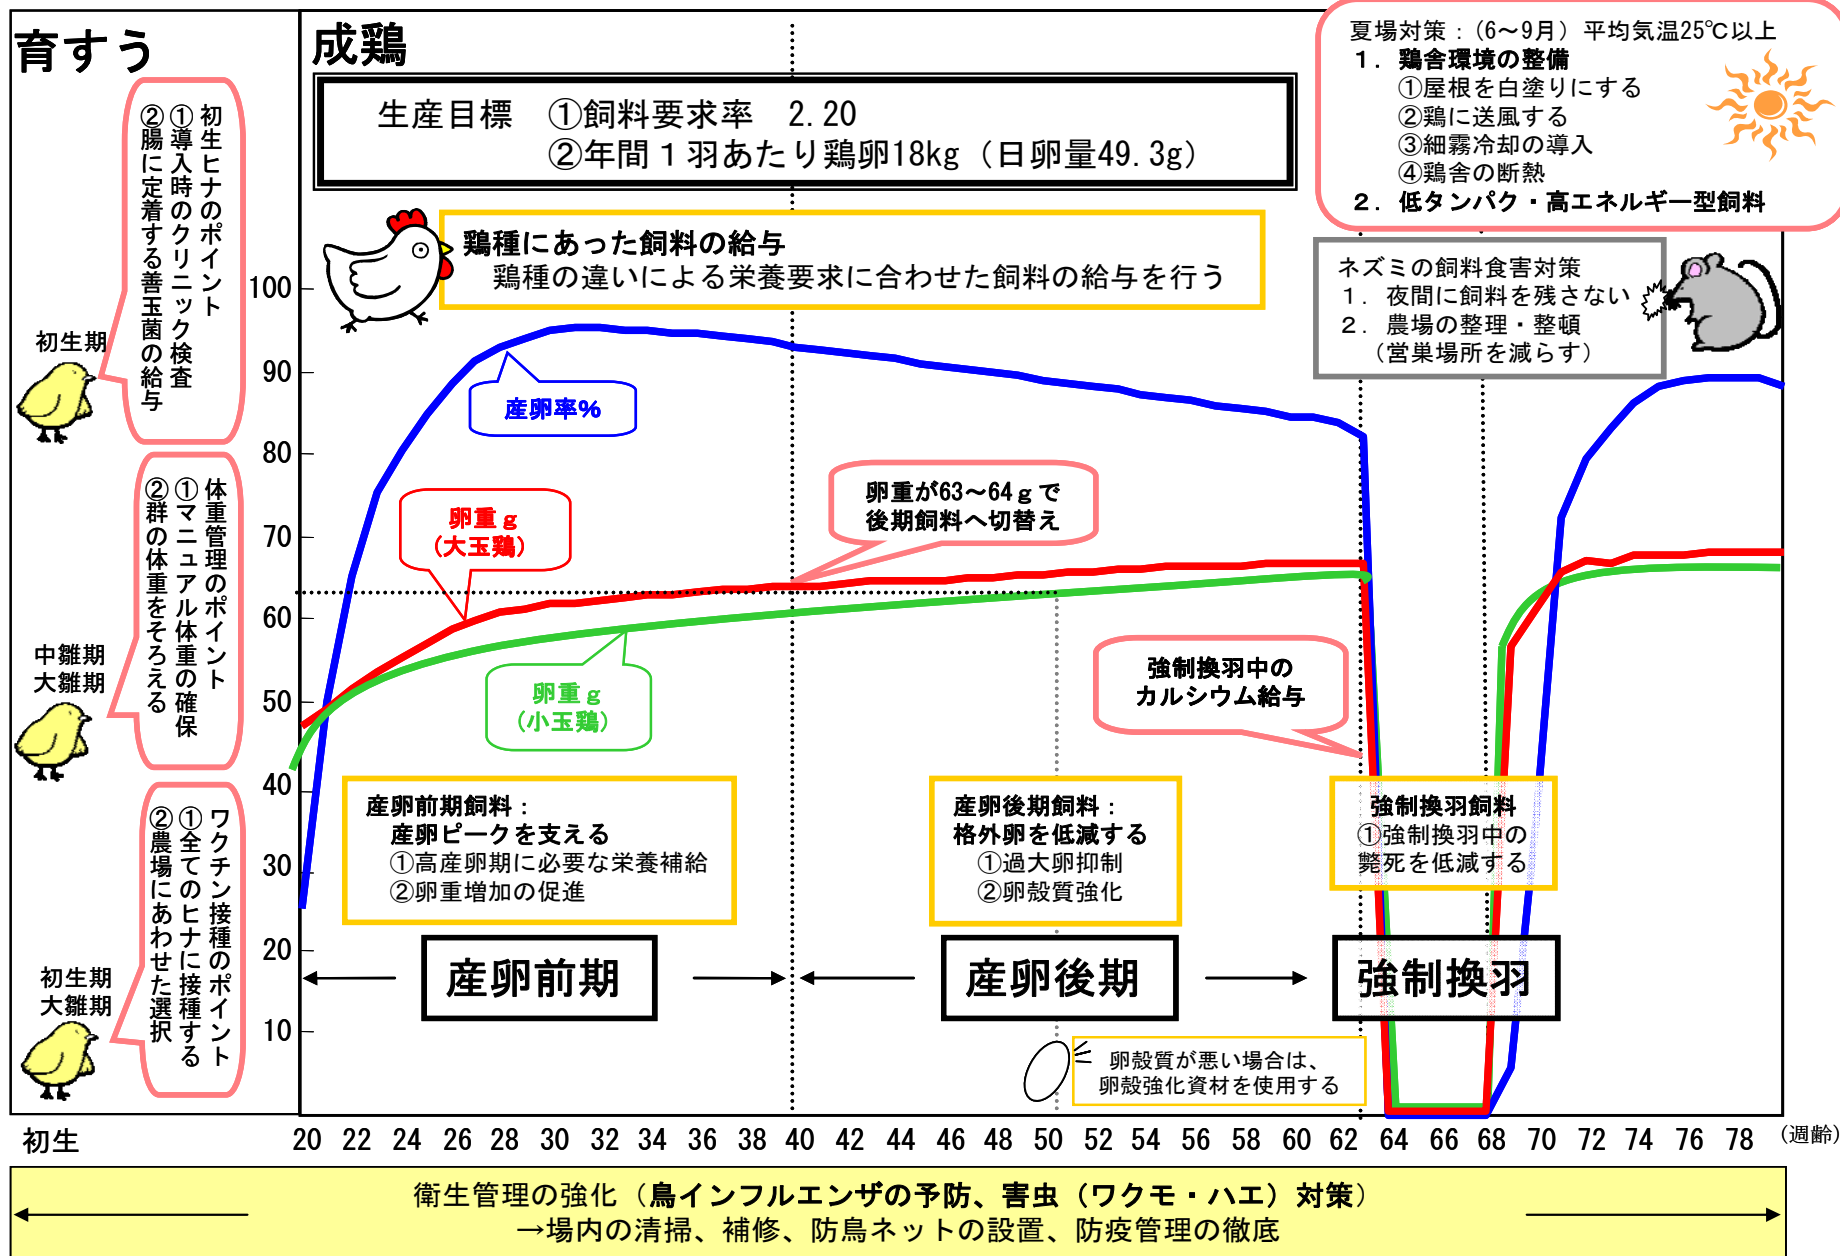 育すう
初生ヒナのポイント
①導入時のクリニック検査
②腸に定着する善玉菌の給与
初生期
体重管理のポイント
①マニュアル体重の確保
②群の体重をそろえる
中雛期
大雛期
ワクチン接種のポイント
①全てのヒナに接種する
②農場にあわせた選択
初生期
大雛期
成鶏
生産目標　①飼料要求率　2.20
②年間１羽あたり鶏卵18kg（日卵量49.3g）
夏場対策：（6～9月）平均気温25℃以上
１．鶏舎環境の整備
①屋根を白塗りにする
②鶏に送風する
③細霧冷却の導入
④鶏舎の断熱
２．低タンパク・高エネルギー型飼料
鶏種にあった飼料の給与
鶏種の違いによる栄養要求に合わせた飼料の給与を行う
ネズミの飼料食害対策
１．夜間に飼料を残さない
２．農場の整理・整頓
（営巣場所を減らす）
100
90
80
70
60
50
40
30
20
10
産卵率%
卵重ｇ
（大玉鶏）
卵重が63～64ｇで
後期飼料へ切替え
卵重ｇ
（小玉鶏）
強制換羽中の
カルシウム給与
産卵前期飼料：
産卵ピークを支える
①高産卵期に必要な栄養補給
②卵重増加の促進
産卵後期飼料：
格外卵を低減する
①過大卵抑制
②卵殻質強化
強制換羽飼料
①強制換羽中の
斃死を低減する
産卵前期
産卵後期
強制換羽
卵殻質が悪い場合は、
卵殻強化資材を使用する
初生
20 22 24 26 28 30 32 34 36 38 40 42 44 46 48 50 52 54 56 58 60 62 64 66 68 70 72 74 76 78 （週齢）
衛生管理の強化（鳥インフルエンザの予防、害虫（ワクモ・ハエ）対策）
→場内の清掃、補修、防鳥ネットの設置、防疫管理の徹底